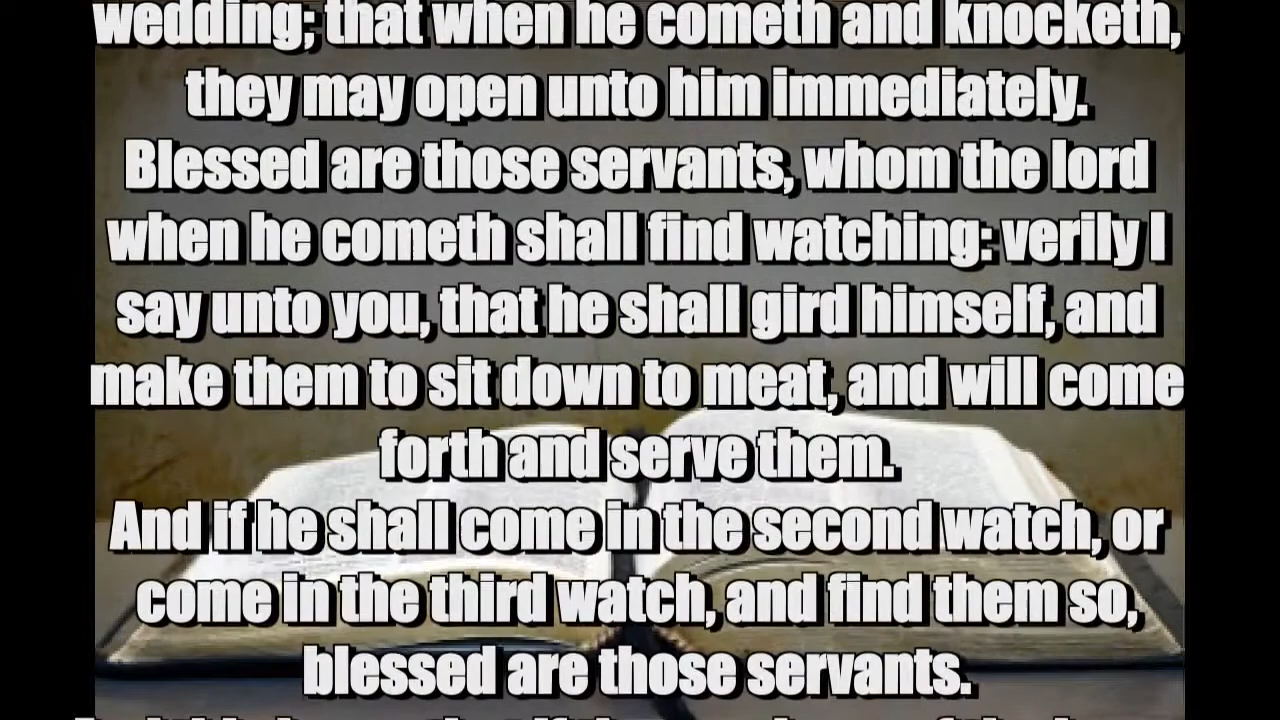 wedding; that when he cometh and knocketh,
they may open unto him immediately.
Blessed are those servants, whom the lord
when he cometh shall find watching: verily I
say unto you, that he shall gird himself, and
make them to sit down to meat, and will come
forth and serve them.
And if he shall come in the second watch, or
come in the third watch, and find them so,
blessed are those servants.